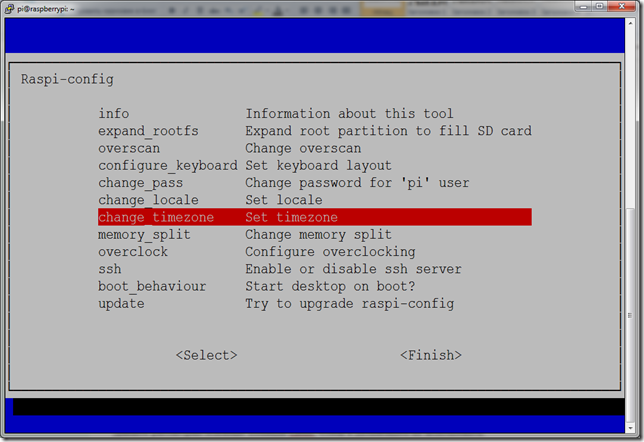 pi@raspberrypi: ~
Raspi-config
info Information about this tool
expand_rootfs Expand root partition to fill SD card
overscan Change overscan
configure_keyboard Set keyboard layout
change_pass Change password for 'pi' user
change_locale Set locale
change_timezone Set timezone
memory_split Change memory split
overclock Configure overclocking
ssh Enable or disable ssh server
boot_behaviour Start desktop on boot?
update Try to upgrade raspi-config
<Select> <Finish>